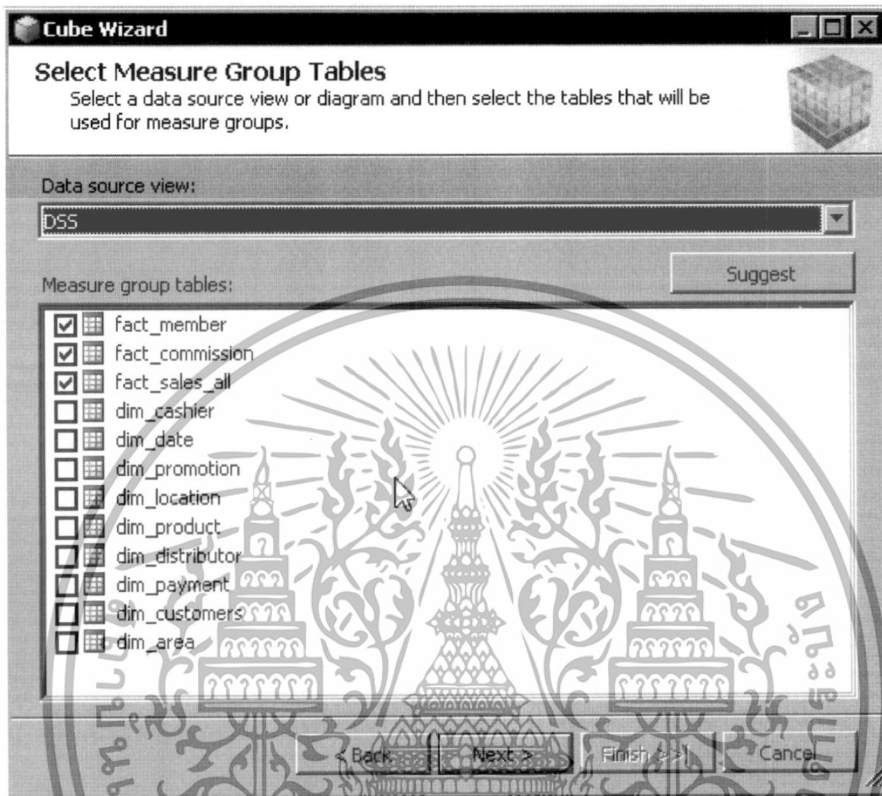 Cube Wizard
Select Measure Group Tables
Select a data source view or diagram and then select the tables that will be
used for measure groups.
Data source view:
DSS
Suggest
Measure group tables:
fact_member
fact_commission
fact_sales_all
dim_cashier
dim_date
dim_promotion
dim_location
dim_product
dim_distributor
dim_payment
dim_customers
dim_area
< Back
Next >
Finish >>|
Cancel